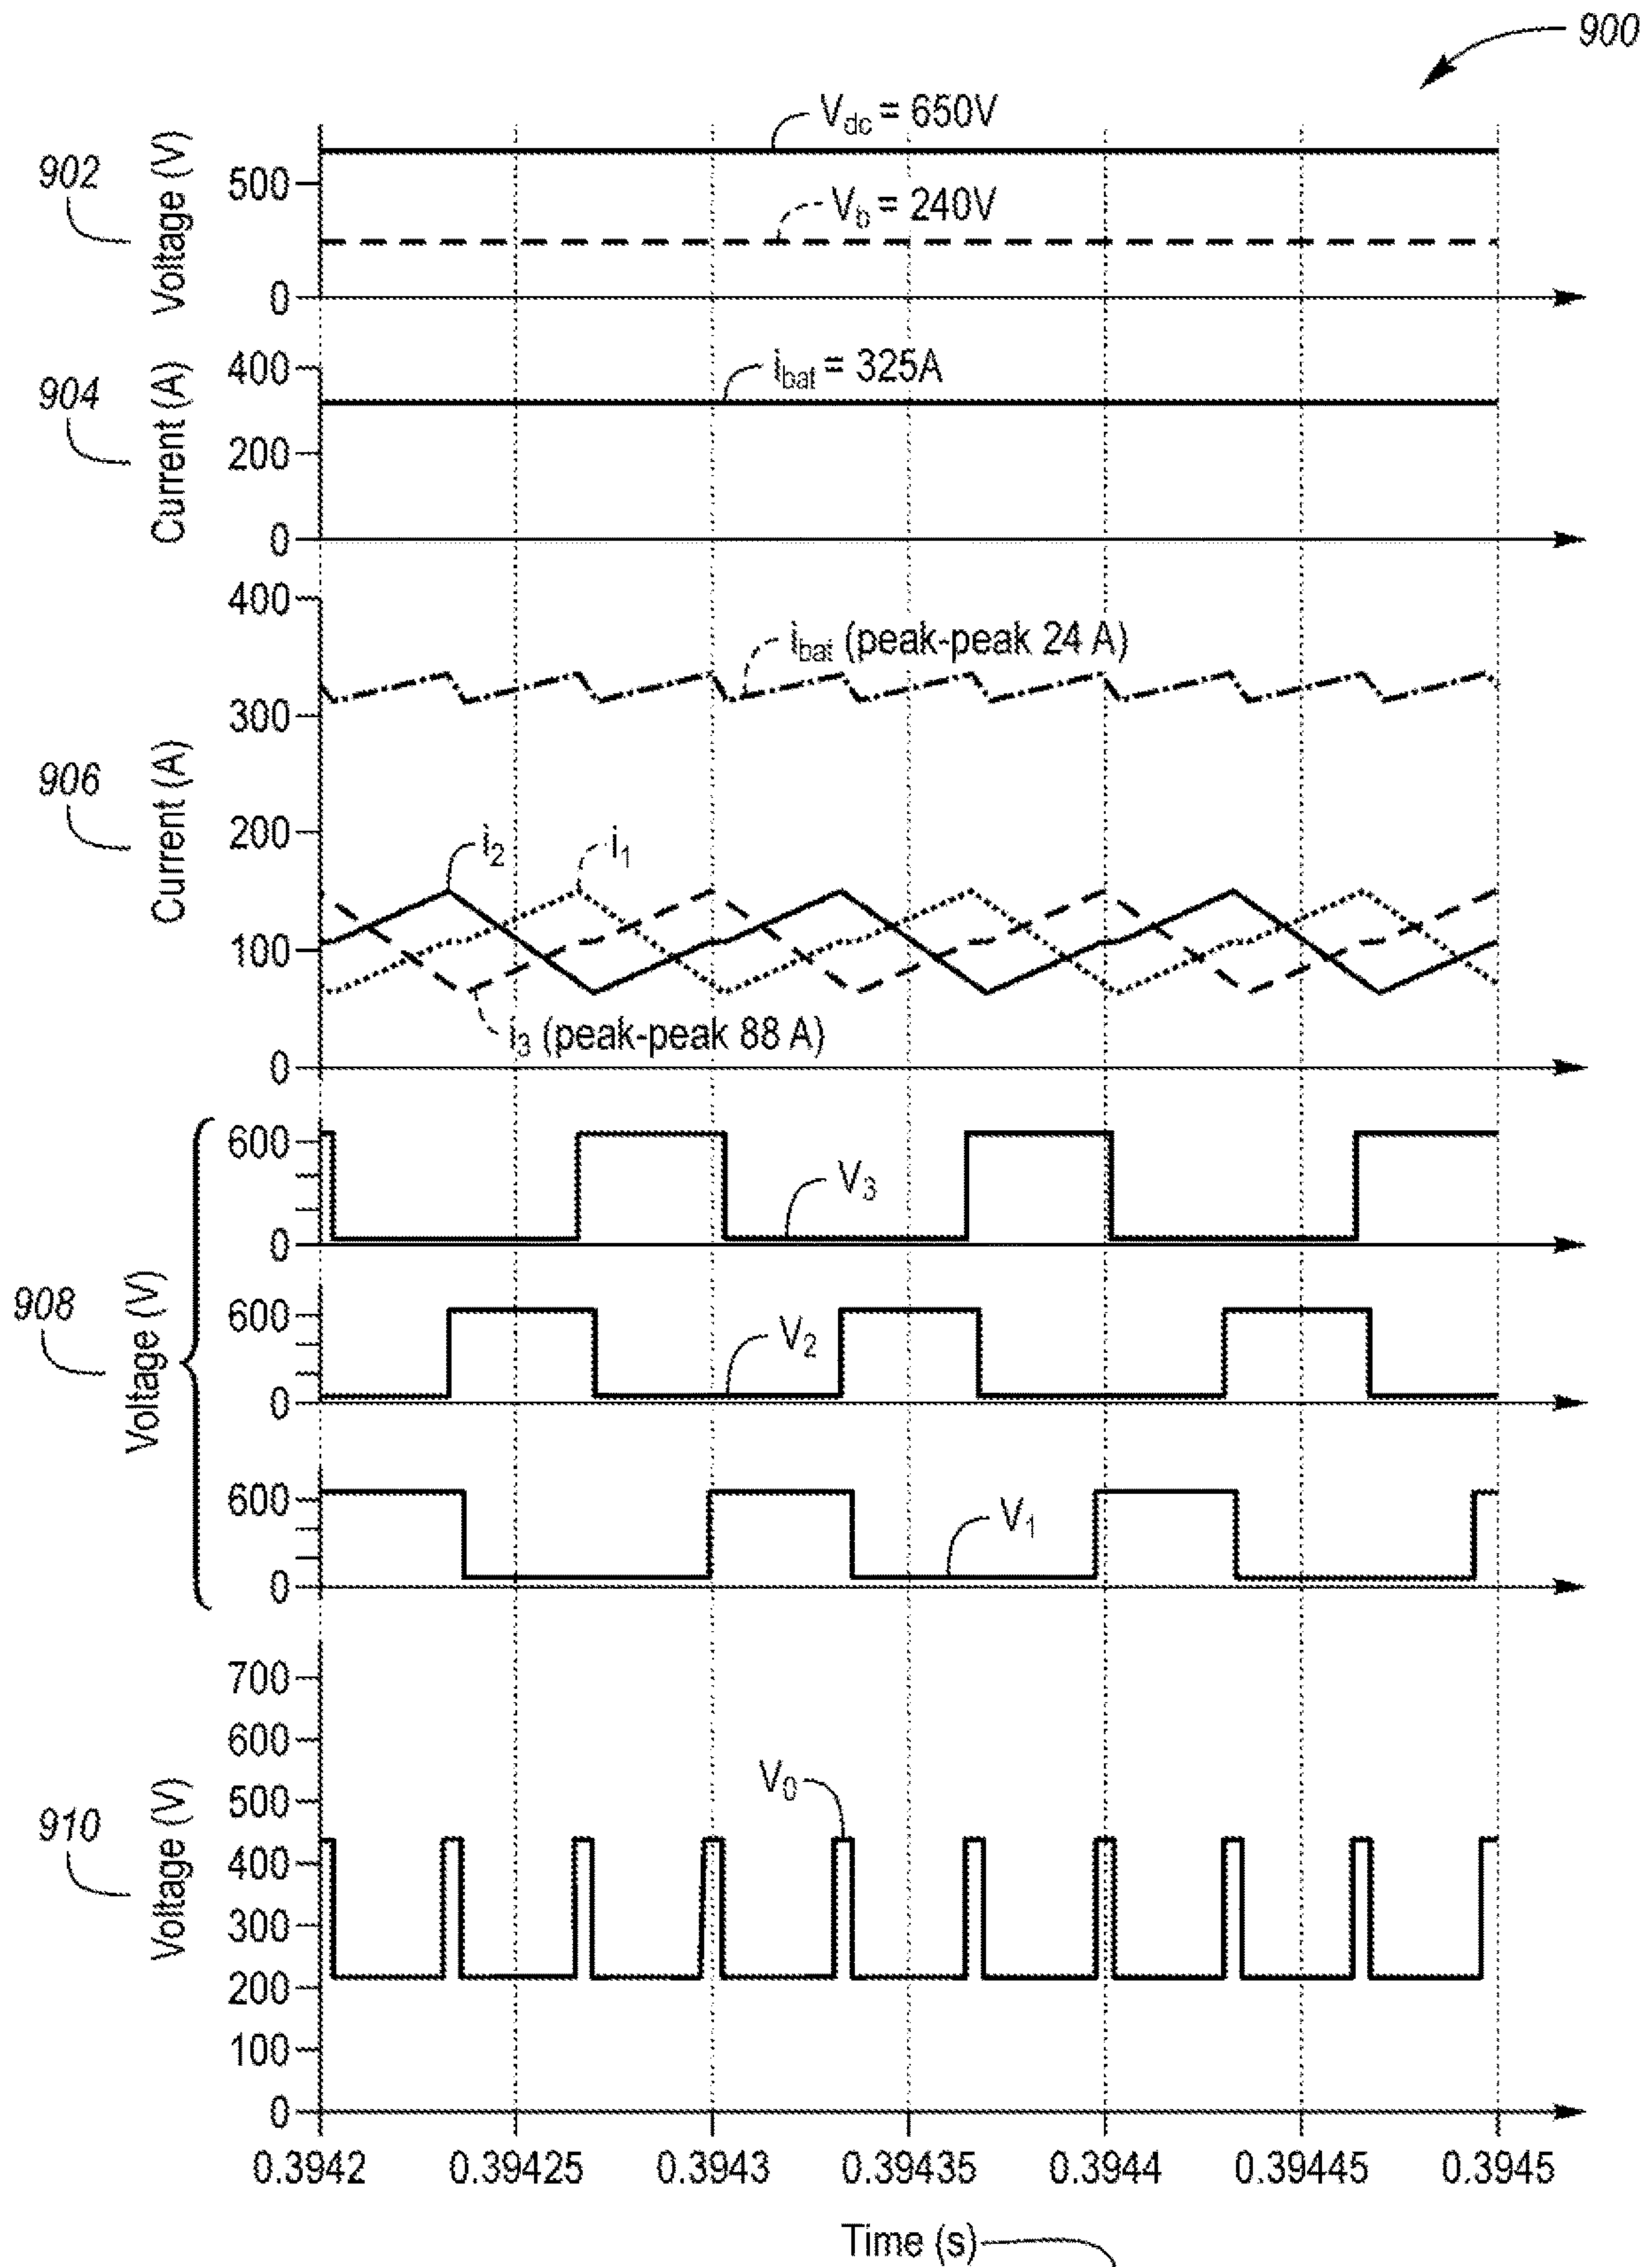 900
902
Voltage (V)
500
0
Vdc = 650V
Vb = 240V
904
Current (A)
400
200
0
ibat = 325A
906
Current (A)
400
300
200
100
0
ibat (peak-peak 24 A)
i2
i1
i3 (peak-peak 88 A)
908
Voltage (V)
600
0
V3
600
0
V2
600
0
V1
910
Voltage (V)
700
600
500
400
300
200
100
0
V0
0.3942 0.39425 0.3943 0.39435 0.3944 0.39445 0.3945
Time (s)